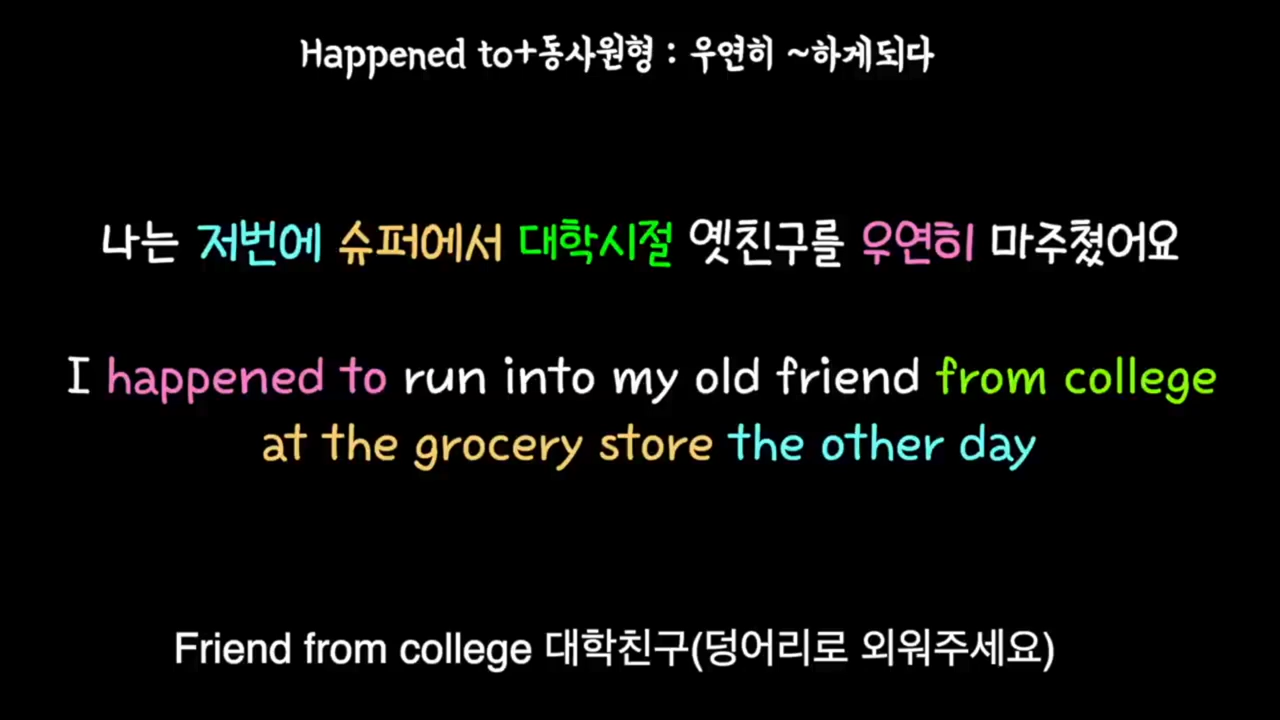 Happened to+동사원형 : 우연히 ~하게되다
나는 저번에 슈퍼에서 대학시절 옛친구를 우연히 마주쳤어요
I happened to run into my old friend from college
at the grocery store the other day
Friend from college 대학친구(덩어리로 외워주세요)